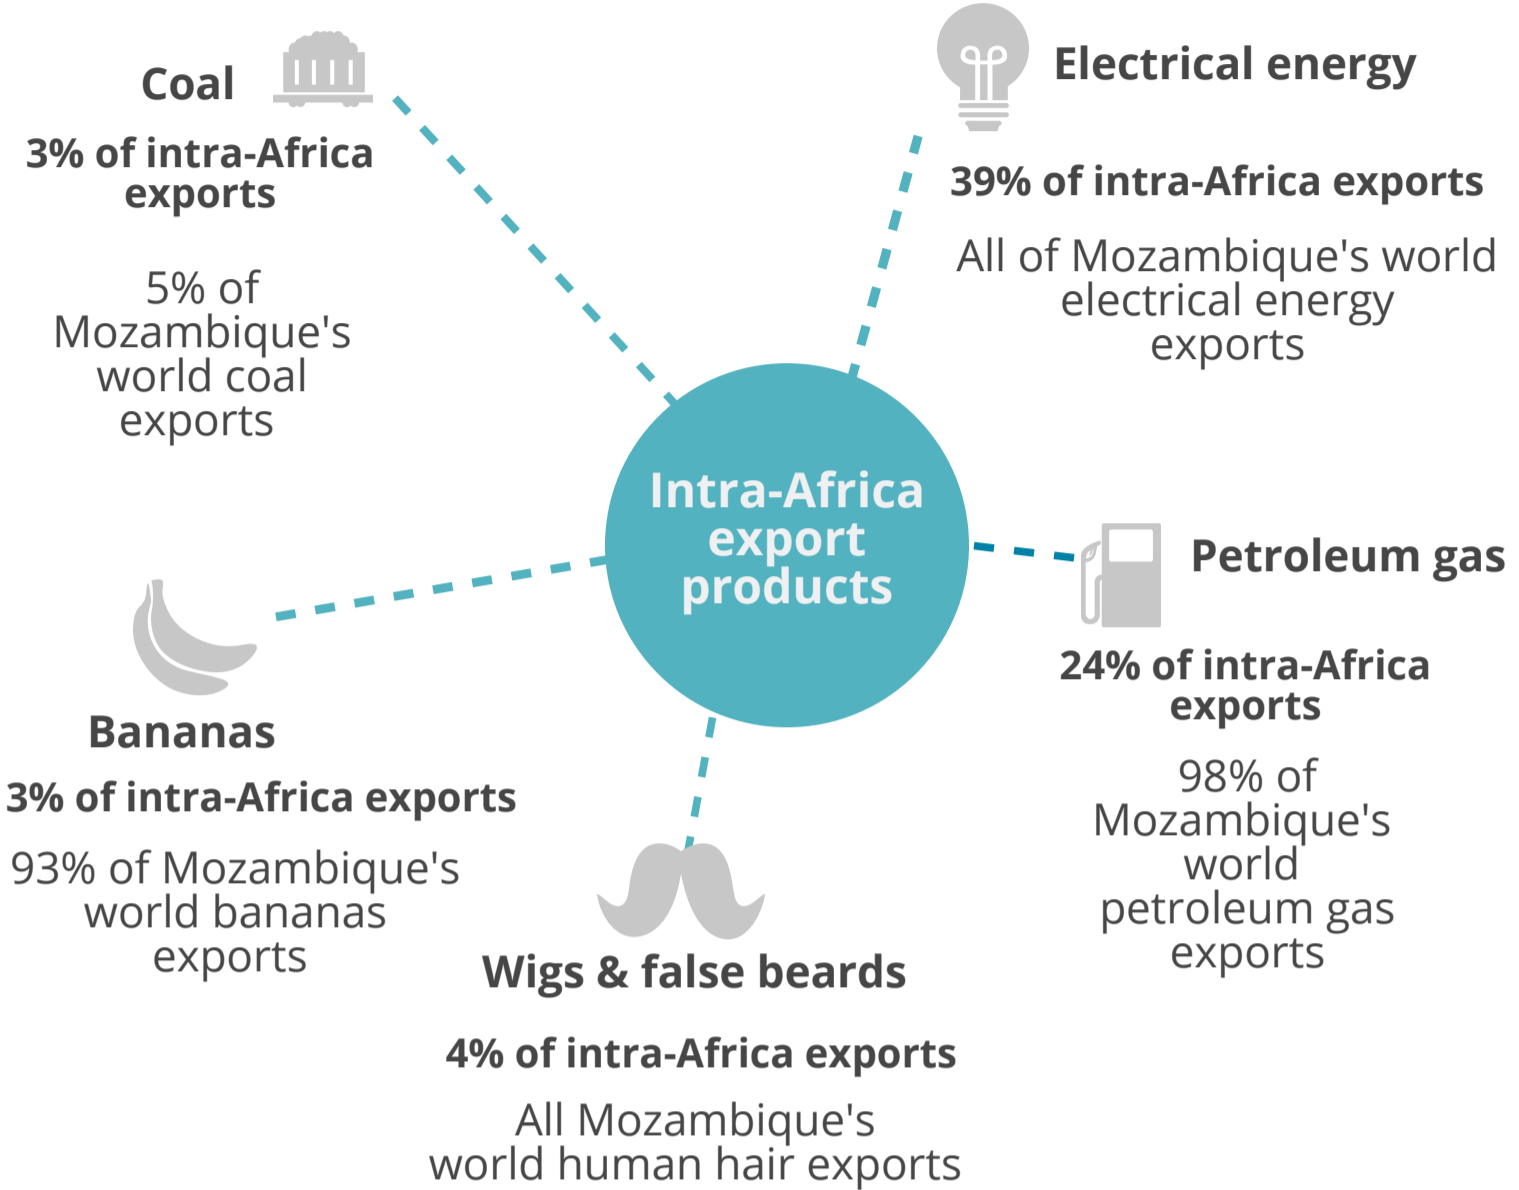 Coal
3% of intra-Africa
exports
5% of
Mozambique's
world coal
exports
Electrical energy
39% of intra-Africa exports
All of Mozambique's world
electrical energy
exports
Intra-Africa
export
products
Petroleum gas
24% of intra-Africa
exports
98% of
Mozambique's
world
petroleum gas
exports
Bananas
3% of intra-Africa exports
93% of Mozambique's
world bananas
exports
Wigs & false beards
4% of intra-Africa exports
All Mozambique's
world human hair exports